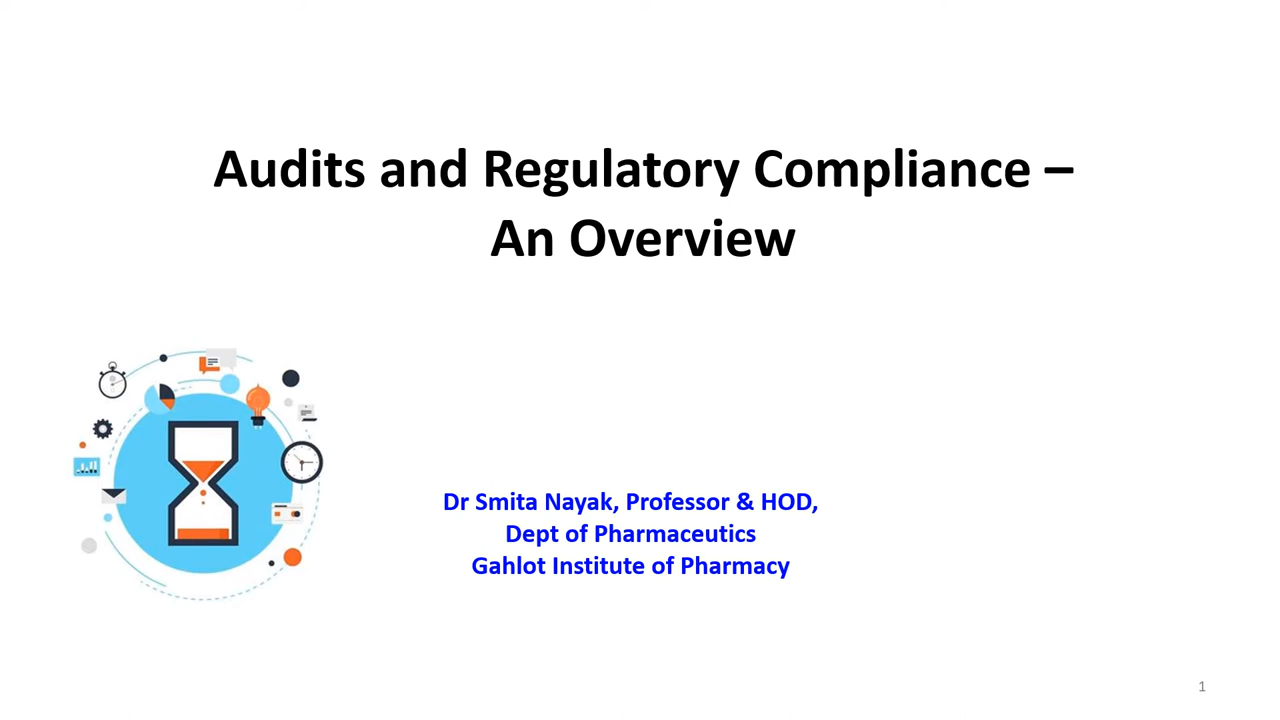 Audits and Regulatory Compliance –
An Overview
Dr Smita Nayak, Professor & HOD,
Dept of Pharmaceutics
Gahlot Institute of Pharmacy
1